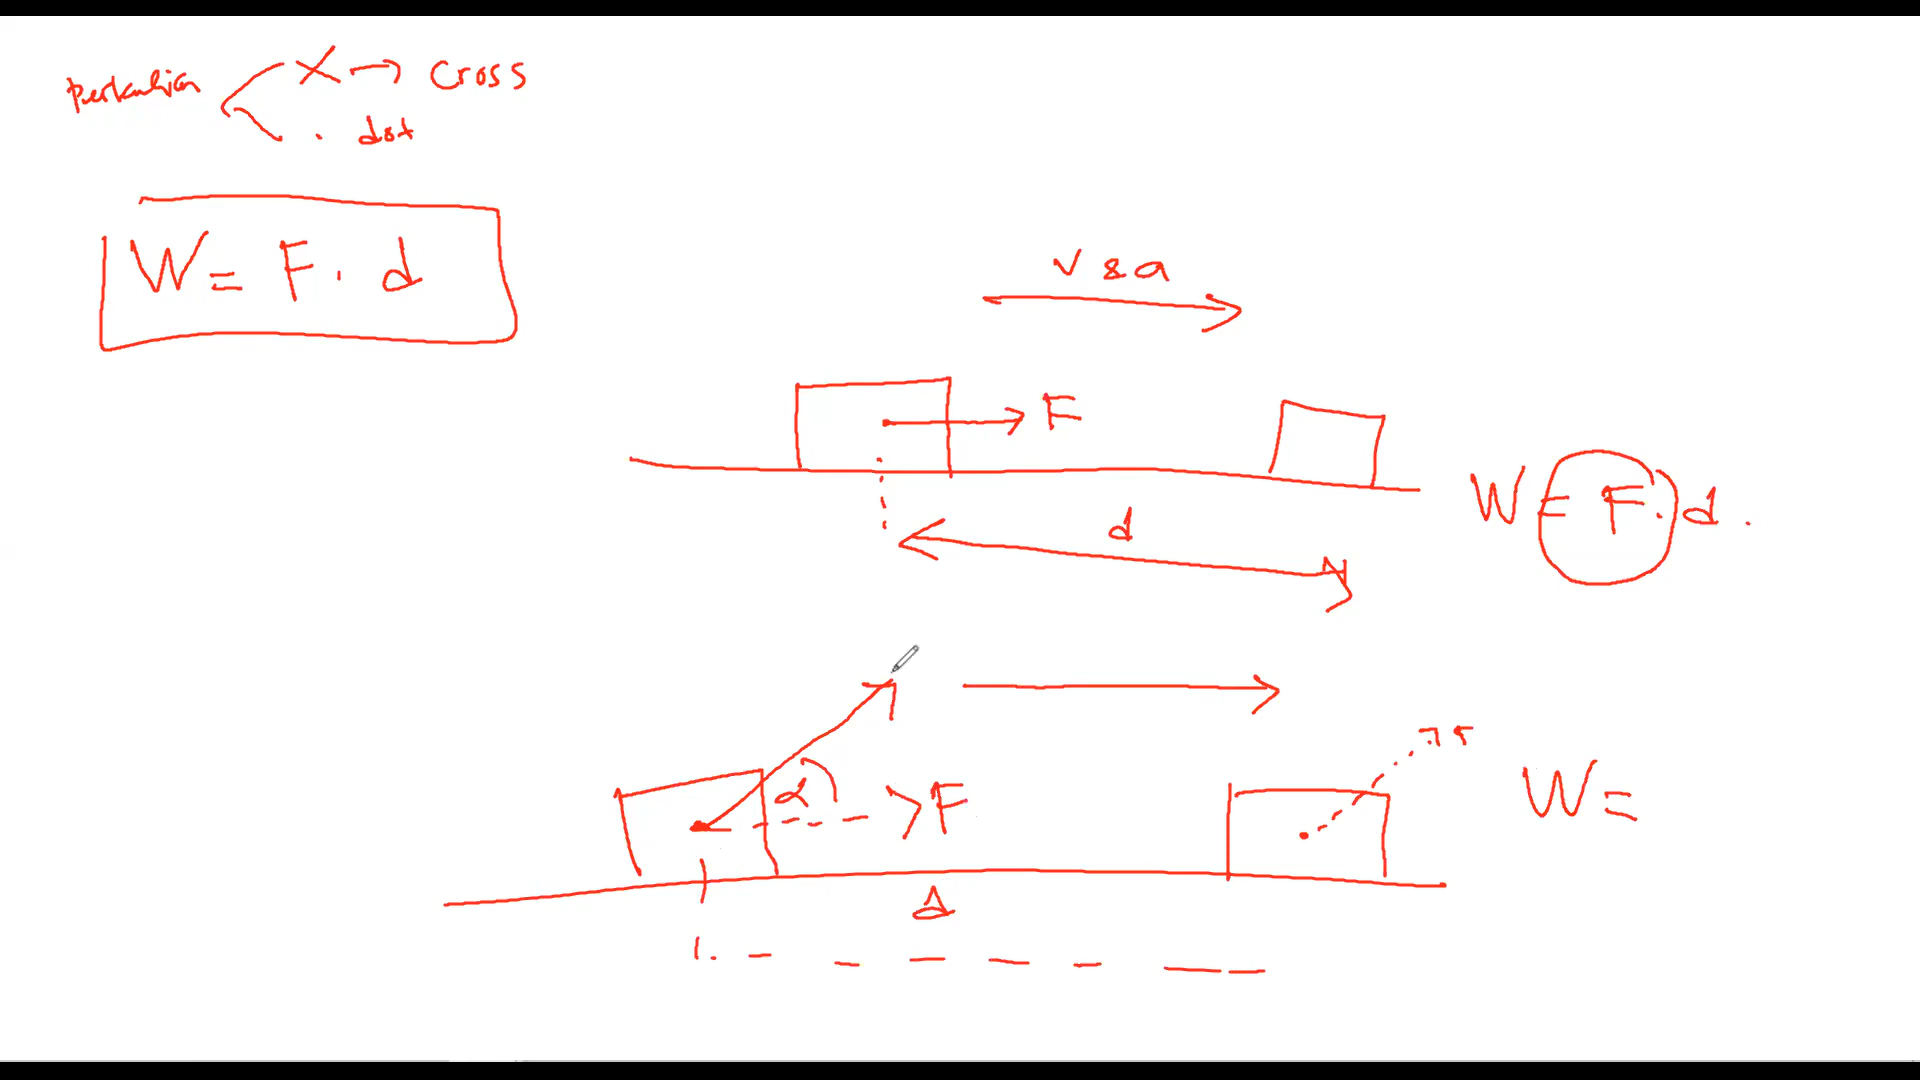 Perkalian X → Cross
. dot
W = F . d
v & a
F
d
W = F . d .
α
F
F
W =